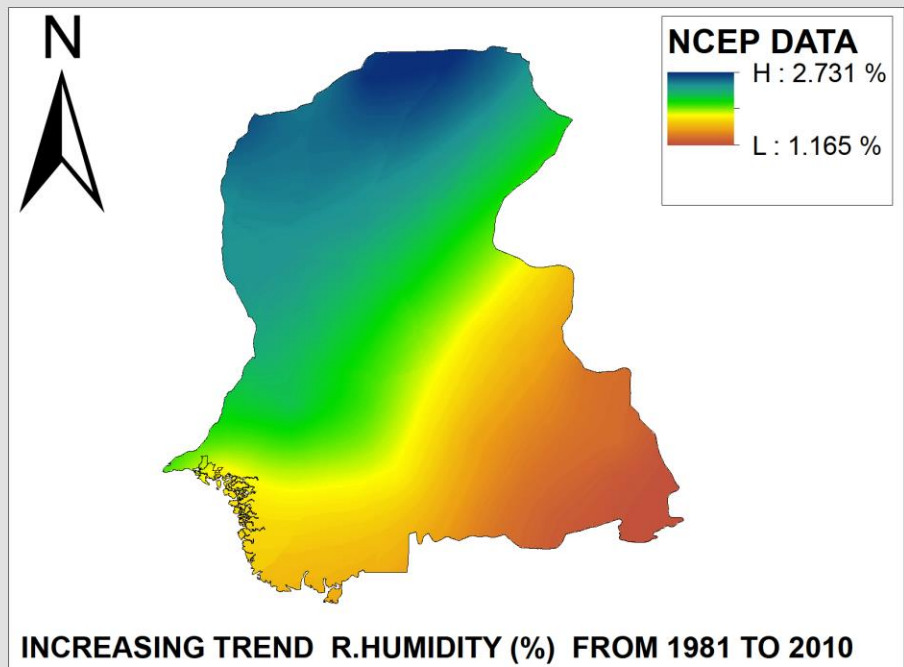 N
NCEP DATA
H : 2.731 %
L : 1.165 %
INCREASING TREND R.HUMIDITY (%) FROM 1981 TO 2010